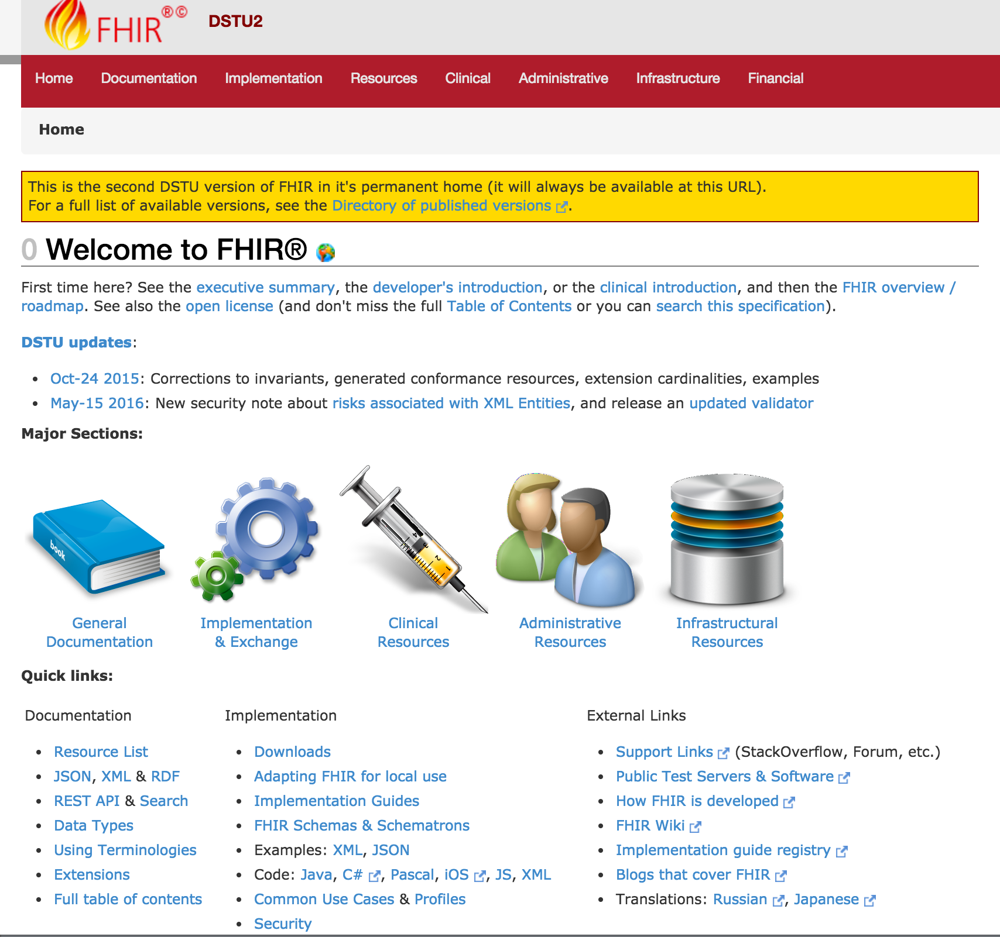 FHIR®© DSTU2
Home Documentation Implementation Resources Clinical Administrative Infrastructure Financial
Home
This is the second DSTU version of FHIR in it's permanent home (it will always be available at this URL).
For a full list of available versions, see the Directory of published versions.
0 Welcome to FHIR®
First time here? See the executive summary, the developer's introduction, or the clinical introduction, and then the FHIR overview /
roadmap. See also the open license (and don't miss the full Table of Contents or you can search this specification).
DSTU updates:
• Oct-24 2015: Corrections to invariants, generated conformance resources, extension cardinalities, examples
• May-15 2016: New security note about risks associated with XML Entities, and release an updated validator
Major Sections:
book
4
3
2
1
General
Documentation
Implementation
& Exchange
Clinical
Resources
Administrative
Resources
Infrastructural
Resources
Quick links:
Documentation
• Resource List
• JSON, XML & RDF
• REST API & Search
• Data Types
• Using Terminologies
• Extensions
• Full table of contents
Implementation
• Downloads
• Adapting FHIR for local use
• Implementation Guides
• FHIR Schemas & Schematrons
• Examples: XML, JSON
• Code: Java, C#, Pascal, iOS, JS, XML
• Common Use Cases & Profiles
• Security
External Links
• Support Links (StackOverflow, Forum, etc.)
• Public Test Servers & Software
• How FHIR is developed
• FHIR Wiki
• Implementation guide registry
• Blogs that cover FHIR
• Translations: Russian, Japanese